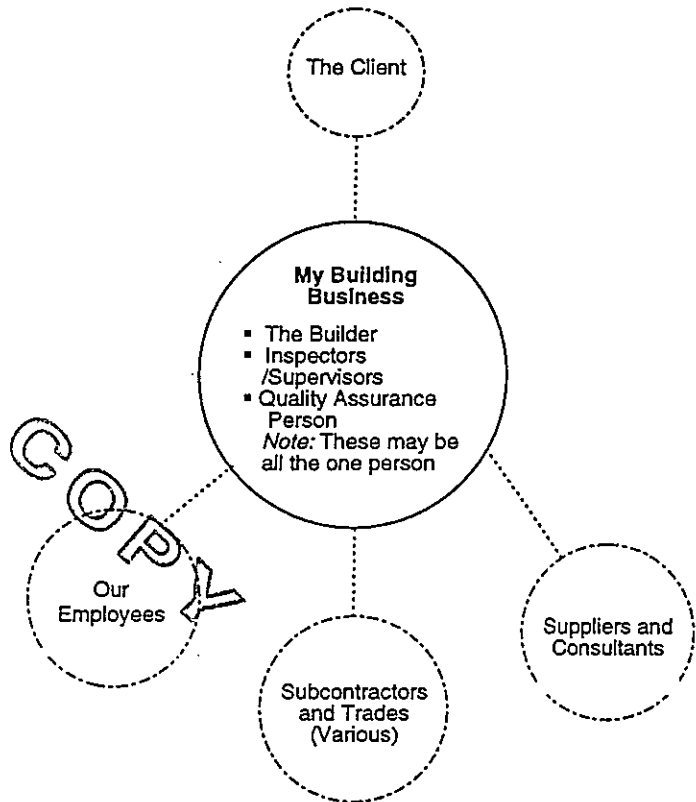 The Client
My Building
Business
▪ The Builder
▪ Inspectors
/Supervisors
▪ Quality Assurance
Person
Note: These may be
all the one person
COPY
Our
Employees
Subcontractors
and Trades
(Various)
Suppliers and
Consultants